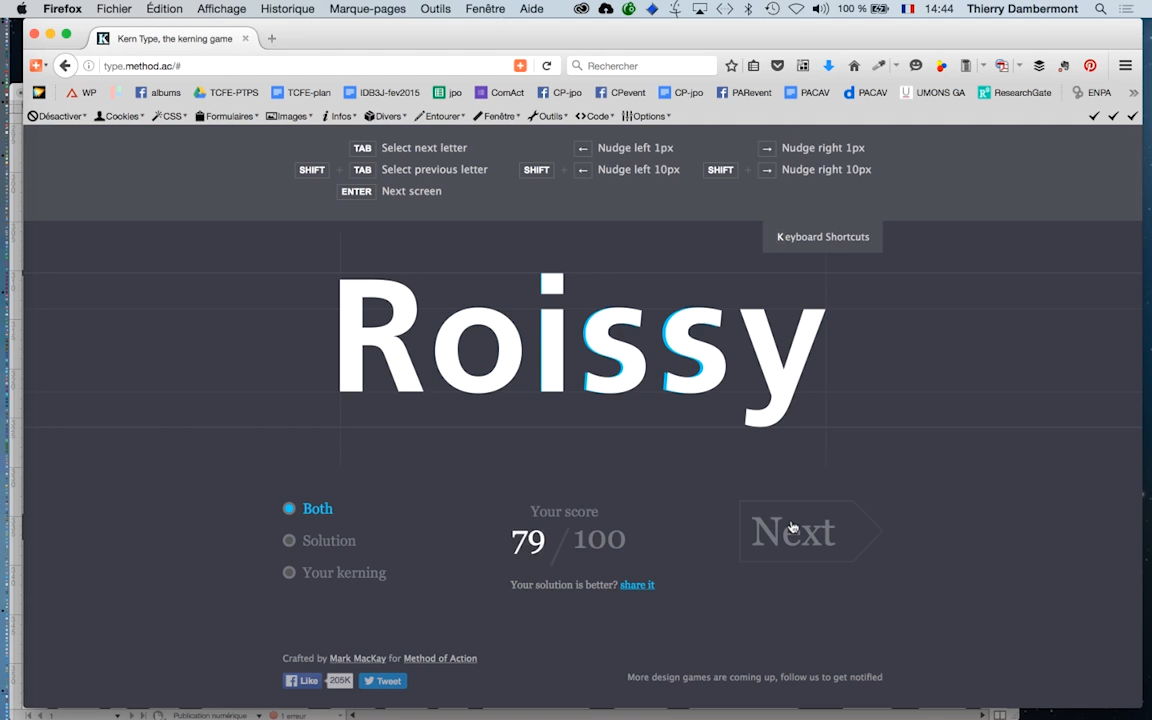 Firefox Fichier Édition Affichage Historique Marque-pages Outils Fenêtre Aide 100 % 14:44 Thierry Dambermont
Kern Type, the kerning game
type.method.ac/# Rechercher
WP albums TCFE-PTPS TCFE-plan IDB3J-fev2015 jpo ComAct CP-jpo CPevent CP-jpo PARevent PACAV PACAV UMONS GA ResearchGate ENPA
Désactiver Cookies CSS Formulaires Images Infos Divers Entourer Fenêtre Outils Code Options
TAB Select next letter ← Nudge left 1px → Nudge right 1px
SHIFT + TAB Select previous letter SHIFT + ← Nudge left 10px SHIFT + → Nudge right 10px
ENTER Next screen
Keyboard Shortcuts
Roissy
Both
Solution
Your kerning
Your score
79 / 100
Your solution is better? share it
Next
Crafted by Mark MacKay for Method of Action
Like 205K Tweet
More design games are coming up, follow us to get notified
1 Publication numérique 1 erreur